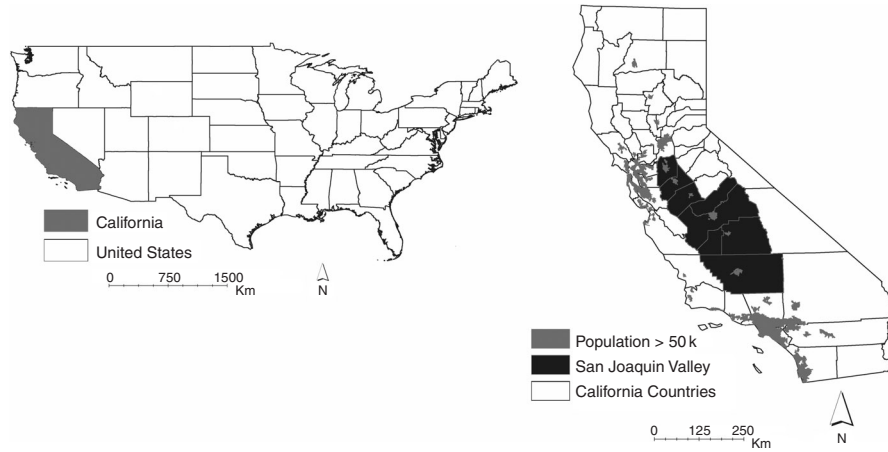 California
United States
0 750 1500
Km
N
Population > 50 k
San Joaquin Valley
California Countries
0 125 250
Km
N